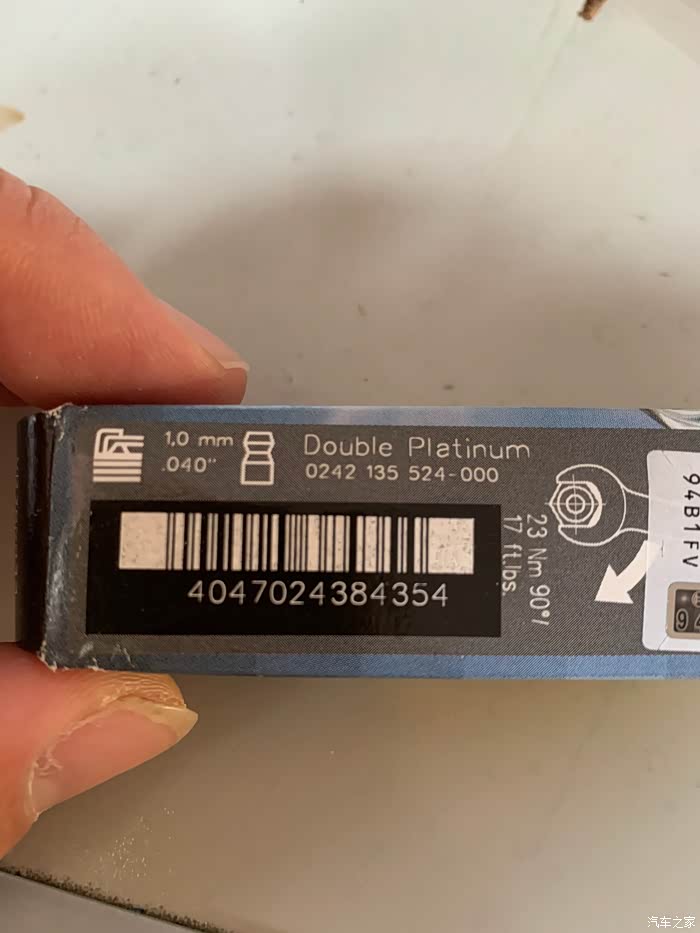 1,0 mm
.040"
Double Platinum
0242 135 524-000
4047024384354
23 Nm 90°/
17 ft.lbs.
94B1FV
94
汽车之家